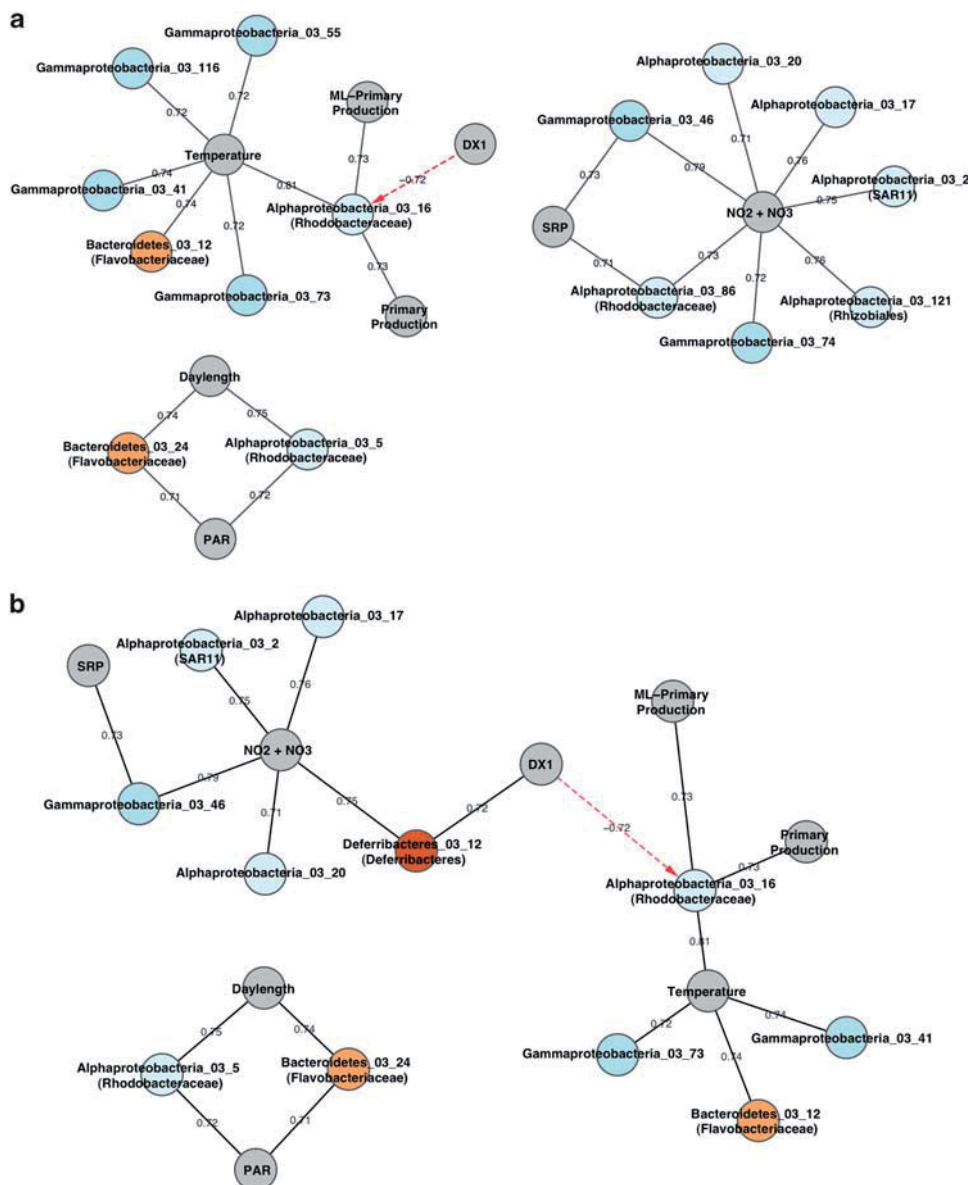 a
Gammaproteobacteria_03_55
Gammaproteobacteria_03_116
ML-Primary
Production
DX1
Temperature
0.72
0.72
0.73
-0.72
0.74
0.81
Gammaproteobacteria_03_41
0.74
Alphaproteobacteria_03_16
(Rhodobacteraceae)
Bacteroidetes_03_12
(Flavobacteriaceae)
0.72
0.73
Gammaproteobacteria_03_73
Primary
Production
Alphaproteobacteria_03_20
Alphaproteobacteria_03_17
Gammaproteobacteria_03_46
0.71
0.76
0.79
0.73
Alphaproteobacteria_03_2
(SAR11)
0.75
NO2 + NO3
SRP
0.71
0.73
0.72
0.76
Alphaproteobacteria_03_86
(Rhodobacteraceae)
Alphaproteobacteria_03_121
(Rhizobiales)
Gammaproteobacteria_03_74
Daylength
0.74
0.75
Bacteroidetes_03_24
(Flavobacteriaceae)
Alphaproteobacteria_03_5
(Rhodobacteraceae)
0.71
0.72
PAR
b
Alphaproteobacteria_03_17
Alphaproteobacteria_03_2
(SAR11)
SRP
0.76
0.75
0.73
NO2 + NO3
0.79
0.75
0.71
Gammaproteobacteria_03_46
Alphaproteobacteria_03_20
Deferribacteres_03_12
(Deferribacteres)
DX1
0.72
-0.72
ML-Primary
Production
0.73
Primary
Production
0.73
Alphaproteobacteria_03_16
(Rhodobacteraceae)
0.81
Temperature
0.72
0.74
0.74
Gammaproteobacteria_03_73
Gammaproteobacteria_03_41
Bacteroidetes_03_12
(Flavobacteriaceae)
Daylength
0.75
0.74
Alphaproteobacteria_03_5
(Rhodobacteraceae)
Bacteroidetes_03_24
(Flavobacteriaceae)
0.72
0.71
PAR